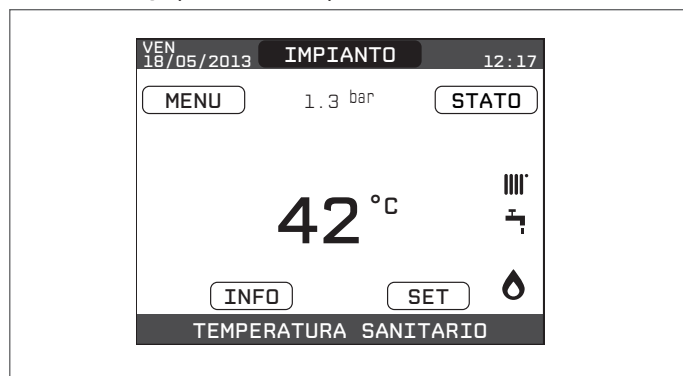 VEN
18/05/2013 IMPIANTO 12:17
MENU 1.3 bar STATO
42 °C
INFO SET
TEMPERATURA SANITARIO